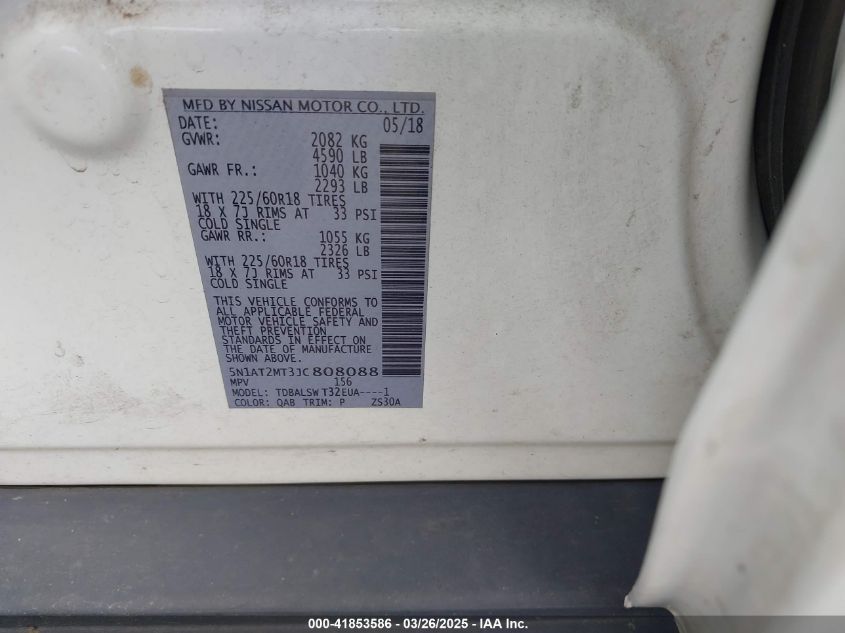 MFD BY NISSAN MOTOR CO., LTD.
DATE: 05/18
GVWR: 2082 KG
4590 LB
GAWR FR.: 1040 KG
2293 LB
WITH 225/60R18 TIRES
18 X 7J RIMS AT 33 PSI
COLD SINGLE
GAWR RR.: 1055 KG
2326 LB
WITH 225/60R18 TIRES
18 X 7J RIMS AT 33 PSI
COLD SINGLE
THIS VEHICLE CONFORMS TO
ALL APPLICABLE FEDERAL
MOTOR VEHICLE SAFETY AND
THEFT PREVENTION
STANDARDS IN EFFECT ON
THE DATE OF MANUFACTURE
SHOWN ABOVE.
5N1AT2MT3JC808088
MPV 156
MODEL: TDBALSW T32EUA----1
COLOR: QAB TRIM: P ZS30A
000-41853586 - 03/26/2025 - IAA Inc.